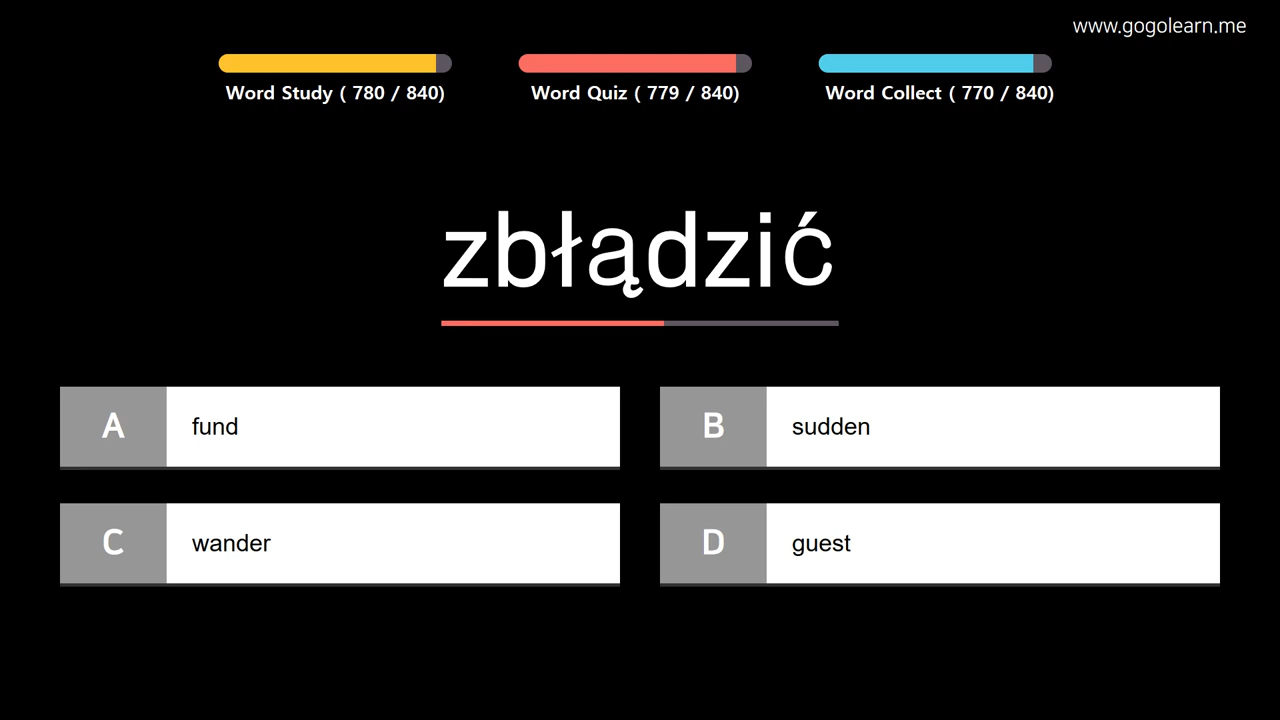 www.gogolearn.me
Word Study ( 780 / 840)
Word Quiz ( 779 / 840)
Word Collect ( 770 / 840)
zbłądzić
A fund
B sudden
C wander
D guest